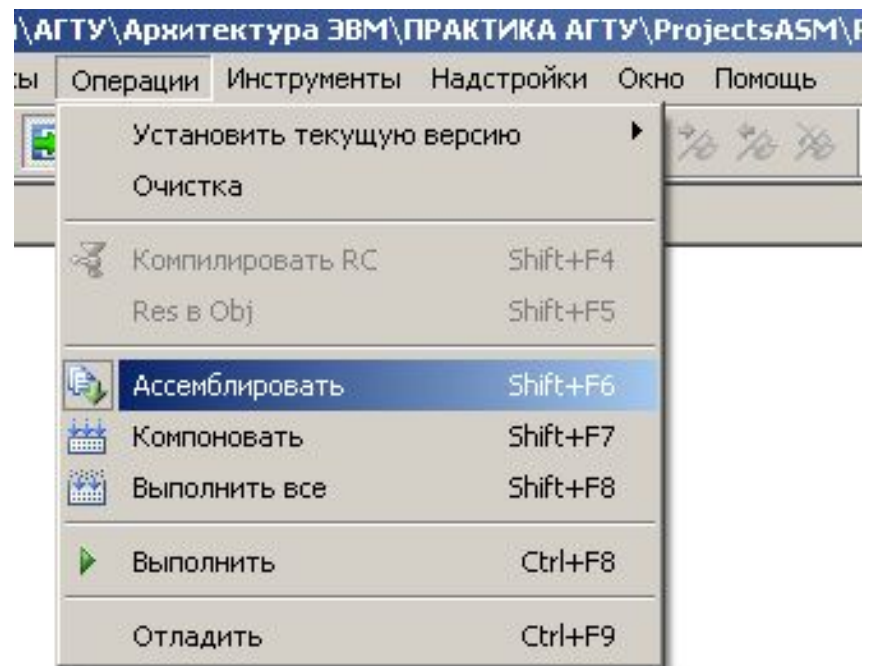 \АГТУ\Архитектура ЭВМ\ПРАКТИКА АГТУ\ProjectsASM\
Операции Инструменты Надстройки Окно Помощь
Установить текущую версию
Очистка
Компилировать RC Shift+F4
Res в Obj Shift+F5
Ассемблировать Shift+F6
Компоновать Shift+F7
Выполнить все Shift+F8
Выполнить Ctrl+F8
Отладить Ctrl+F9